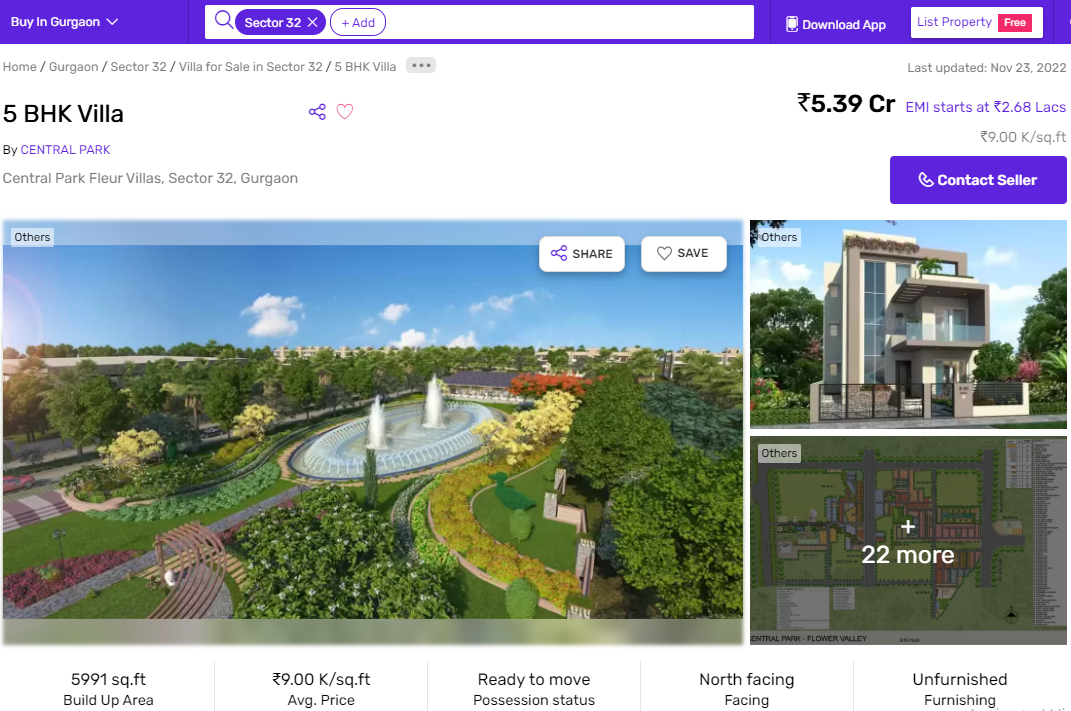 Buy In Gurgaon
Sector 32
+ Add
Download App
List Property Free
Home / Gurgaon / Sector 32 / Villa for Sale in Sector 32 / 5 BHK Villa
Last updated: Nov 23, 2022
5 BHK Villa
₹5.39 Cr EMI starts at ₹2.68 Lacs
₹9.00 K/sq.ft
By CENTRAL PARK
Central Park Fleur Villas, Sector 32, Gurgaon
Contact Seller
Others
SHARE
SAVE
Others
Others
+
22 more
CENTRAL PARK - FLOWER VALLEY
SITE PLAN
5991 sq.ft
Build Up Area
₹9.00 K/sq.ft
Avg. Price
Ready to move
Possession status
North facing
Facing
Unfurnished
Furnishing